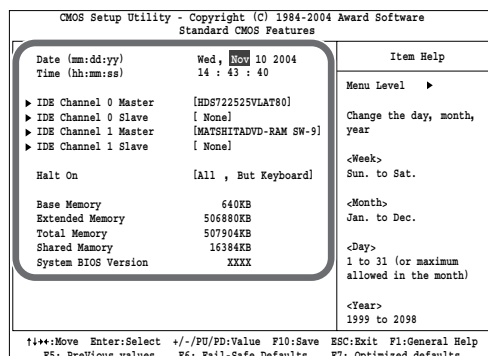 CMOS Setup Utility - Copyright (C) 1984-2004 Award Software
Standard CMOS Features
Date (mm:dd:yy) Wed, Nov 10 2004
Time (hh:mm:ss) 14 : 43 : 40
▶ IDE Channel 0 Master [HDS722525VLAT80]
▶ IDE Channel 0 Slave [ None]
▶ IDE Channel 1 Master [MATSHITADVD-RAM SW-9]
▶ IDE Channel 1 Slave [ None]
Halt On [All , But Keyboard]
Base Memory 640KB
Extended Memory 506880KB
Total Memory 507904KB
Shared Mamory 16384KB
System BIOS Version XXXX
Item Help
Menu Level ▶
Change the day, month,
year
<Week>
Sun. to Sat.
<Month>
Jan. to Dec.
<Day>
1 to 31 (or maximum
allowed in the month)
<Year>
1999 to 2098
↑↓→←:Move Enter:Select +/-/PU/PD:Value F10:Save ESC:Exit F1:General Help
F5: PreVious values F6: Fail-Safe Defaults F7: Optimized defaults